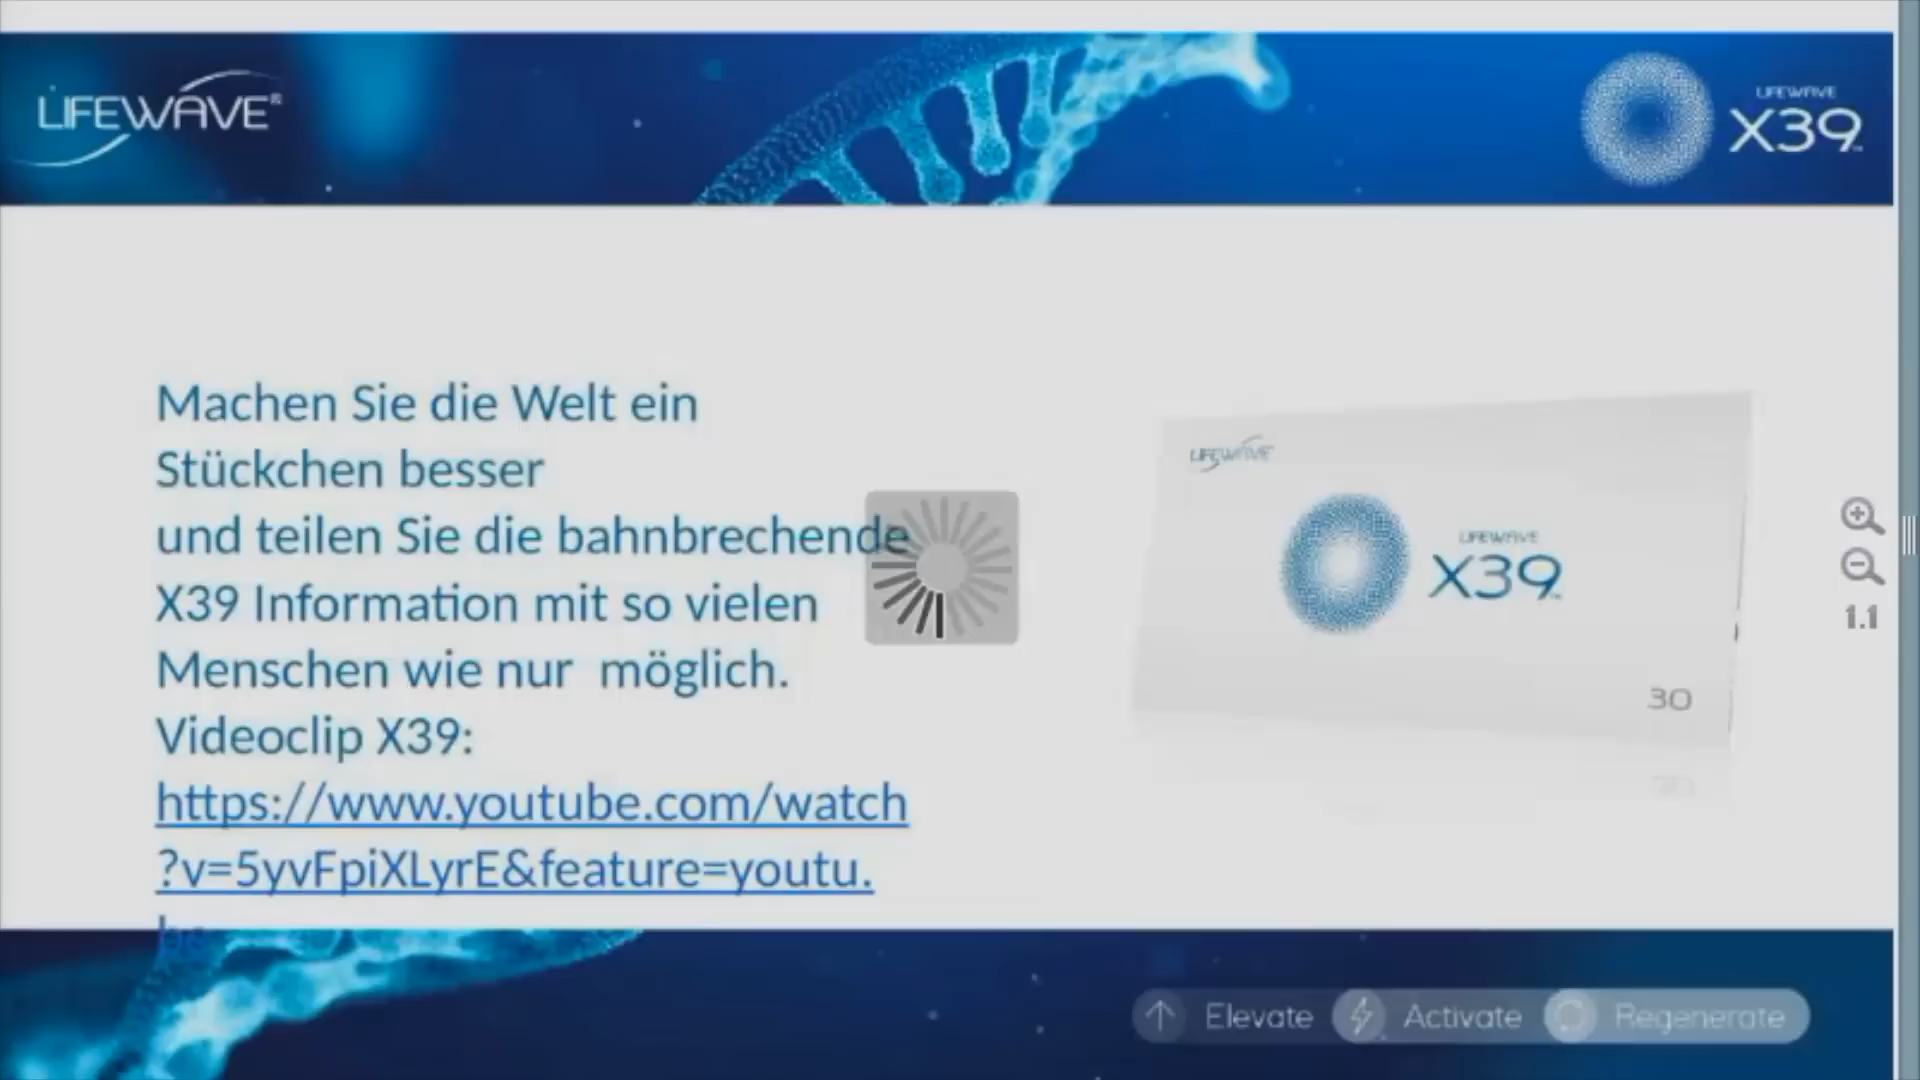 LIFEWAVE®
LIFEWAVE
X39™
Machen Sie die Welt ein
Stückchen besser
und teilen Sie die bahnbrechende
X39 Information mit so vielen
Menschen wie nur  möglich.
Videoclip X39:
https://www.youtube.com/watch
?v=5yvFpiXLyrE&feature=youtu.
be
LIFEWAVE
LIFEWAVE
X39
30
1.1
Elevate
Activate
Regenerate